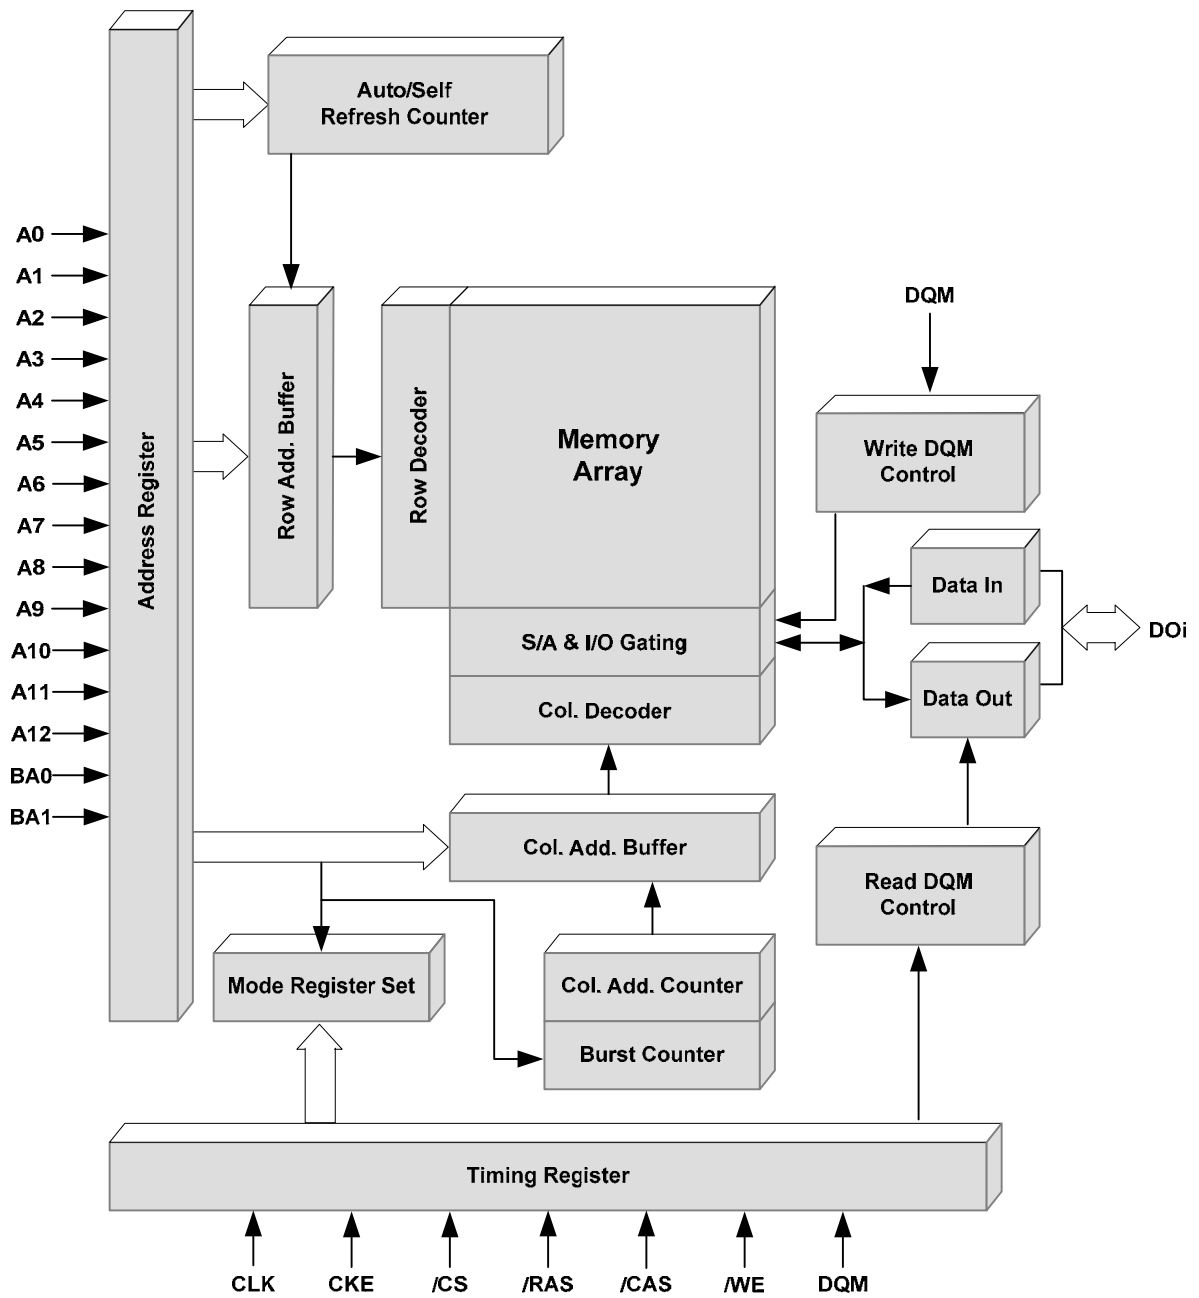 Auto/Self
Refresh Counter
A0
A1
A2
A3
A4
A5
A6
A7
A8
A9
A10
A11
A12
BA0
BA1
Address Register
Row Add. Buffer
Row Decoder
Memory
Array
S/A & I/O Gating
Col. Decoder
DQM
Write DQM
Control
Data In
Data Out
DOi
Col. Add. Buffer
Read DQM
Control
Mode Register Set
Col. Add. Counter
Burst Counter
Timing Register
CLK
CKE
/CS
/RAS
/CAS
/WE
DQM